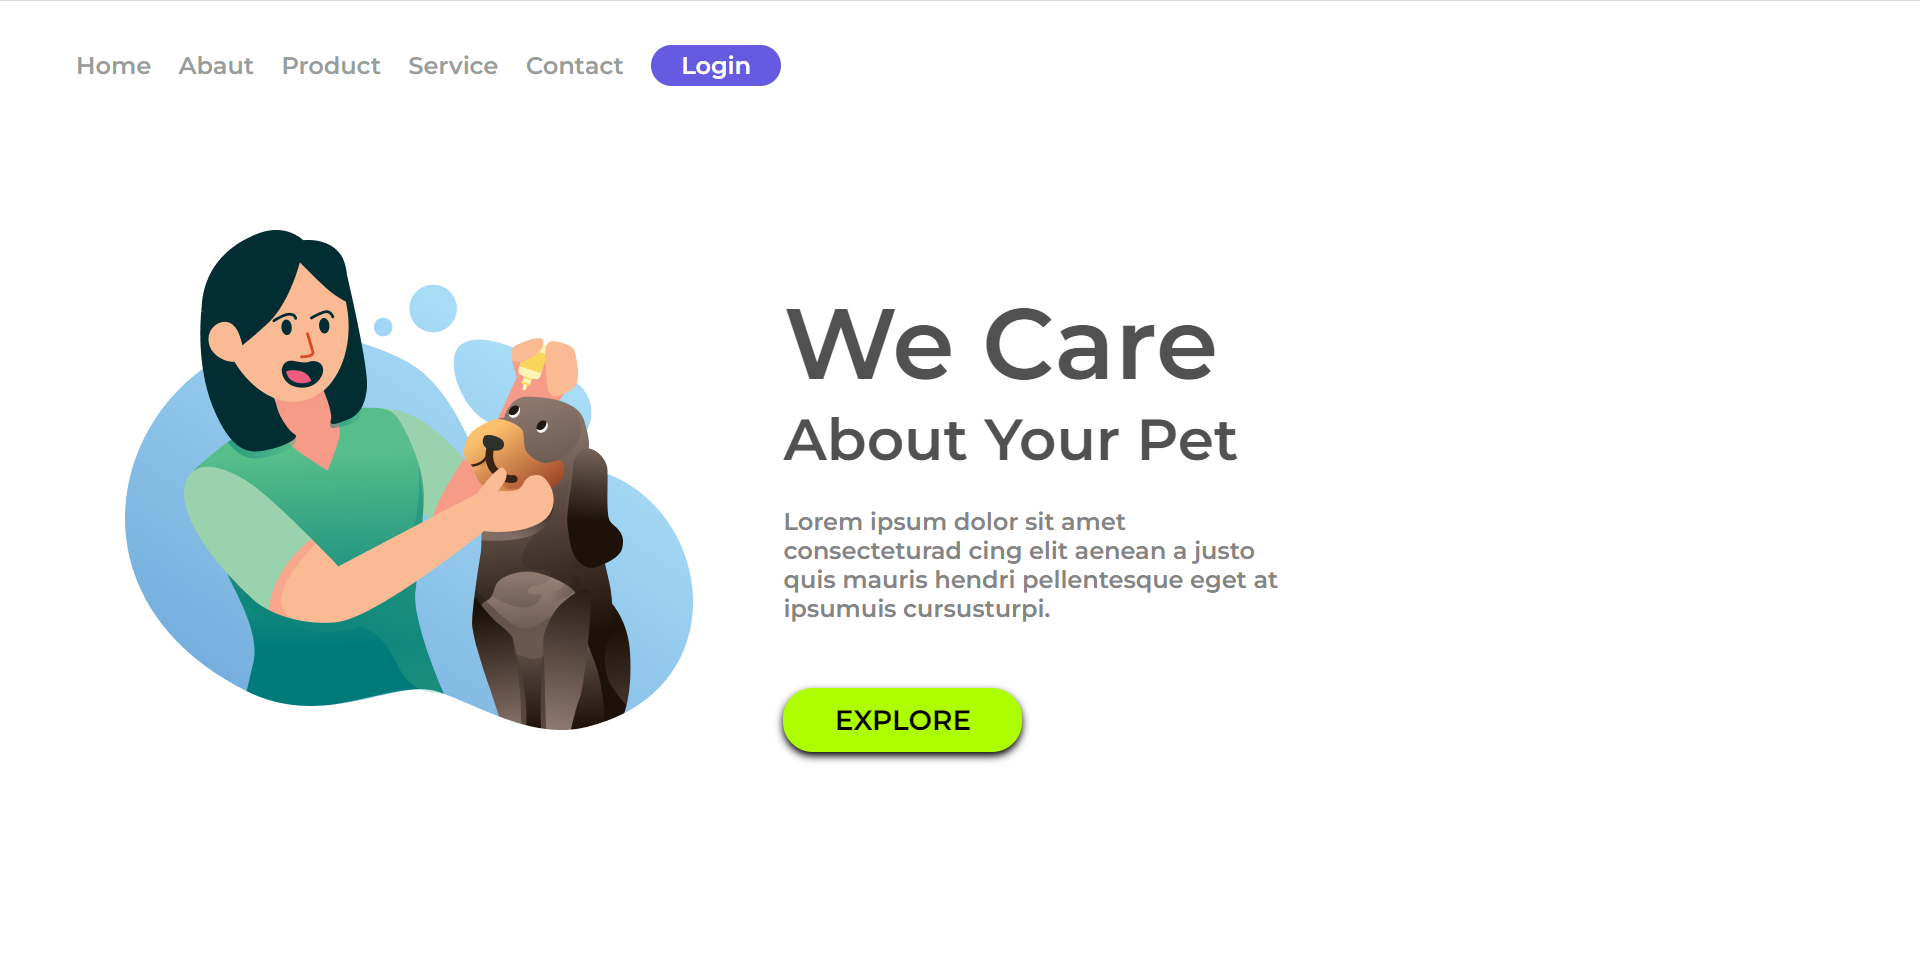 Home Abaut Product Service Contact Login
We Care
About Your Pet
Lorem ipsum dolor sit amet
consecteturad cing elit aenean a justo
quis mauris hendri pellentesque eget at
ipsumuis cursusturpi.
EXPLORE